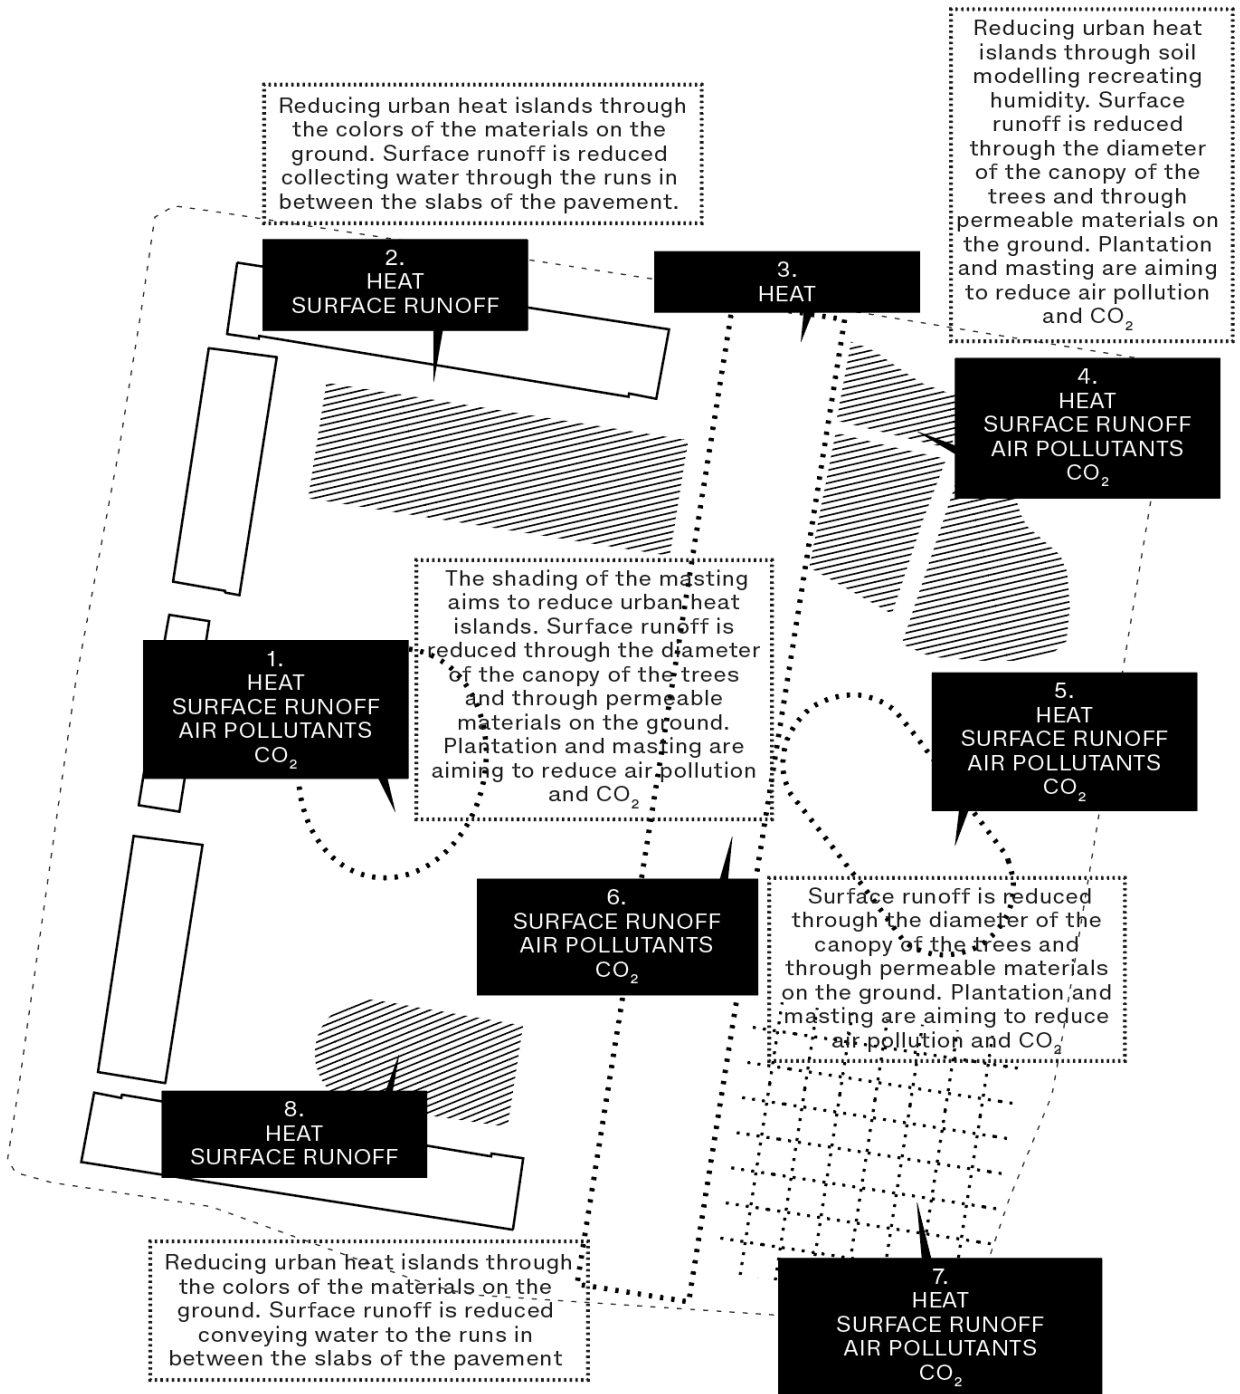 Reducing urban heat
islands through soil
modelling recreating
humidity. Surface
runoff is reduced
through the diameter
of the canopy of the
trees and through
permeable materials on
the ground. Plantation
and masting are aiming
to reduce air pollution
and CO₂
Reducing urban heat islands through
the colors of the materials on the
ground. Surface runoff is reduced
collecting water through the runs in
between the slabs of the pavement.
2.
HEAT
SURFACE RUNOFF
3.
HEAT
4.
HEAT
SURFACE RUNOFF
AIR POLLUTANTS
CO₂
The shading of the masting
aims to reduce urban heat
islands. Surface runoff is
reduced through the diameter
of the canopy of the trees
and through permeable
materials on the ground.
Plantation and masting are
aiming to reduce air pollution
and CO₂
1.
HEAT
SURFACE RUNOFF
AIR POLLUTANTS
CO₂
5.
HEAT
SURFACE RUNOFF
AIR POLLUTANTS
CO₂
6.
SURFACE RUNOFF
AIR POLLUTANTS
CO₂
Surface runoff is reduced
through the diameter of the
canopy of the trees and
through permeable materials
on the ground. Plantation and
masting are aiming to reduce
air pollution and CO₂
8.
HEAT
SURFACE RUNOFF
Reducing urban heat islands through
the colors of the materials on the
ground. Surface runoff is reduced
conveying water to the runs in
between the slabs of the pavement
7.
HEAT
SURFACE RUNOFF
AIR POLLUTANTS
CO₂